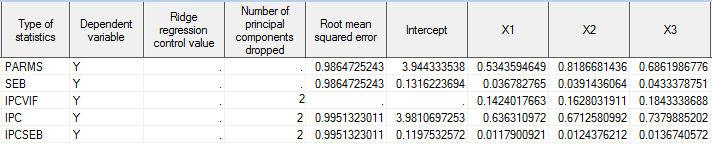 Type of statistics Dependent variable Ridge regression control value Number of principal components dropped Root mean squared error Intercept X1 X2 X3
PARMS Y . . 0.9864725243 3.944333538 0.5343594649 0.8186681436 0.6861986776
SEB Y . . 0.9864725243 0.1316223694 0.036782765 0.0391436064 0.0433378751
IPCVIF Y . 2 . . 0.1424017663 0.1628031911 0.1843338688
IPC Y . 2 0.9951323011 3.9810697253 0.636310972 0.6712580992 0.7379885202
IPCSEB Y . 2 0.9951323011 0.1197532572 0.0117900921 0.0124376212 0.0136740572